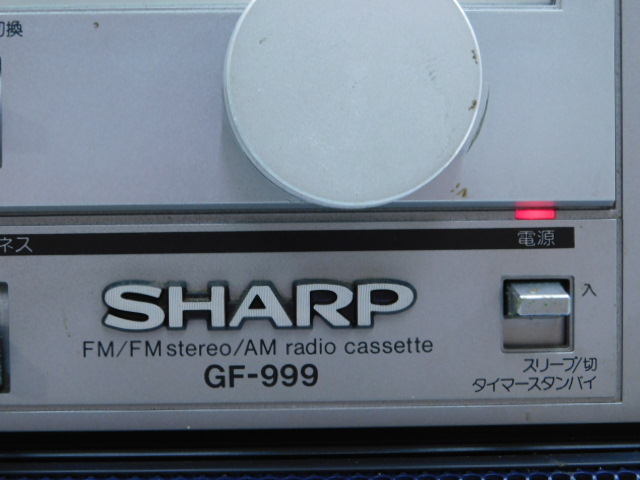 切換
ネス
電源
SHARP
入
FM/FM stereo/AM radio cassette
GF-999
スリープ/切
タイマースタンバイ